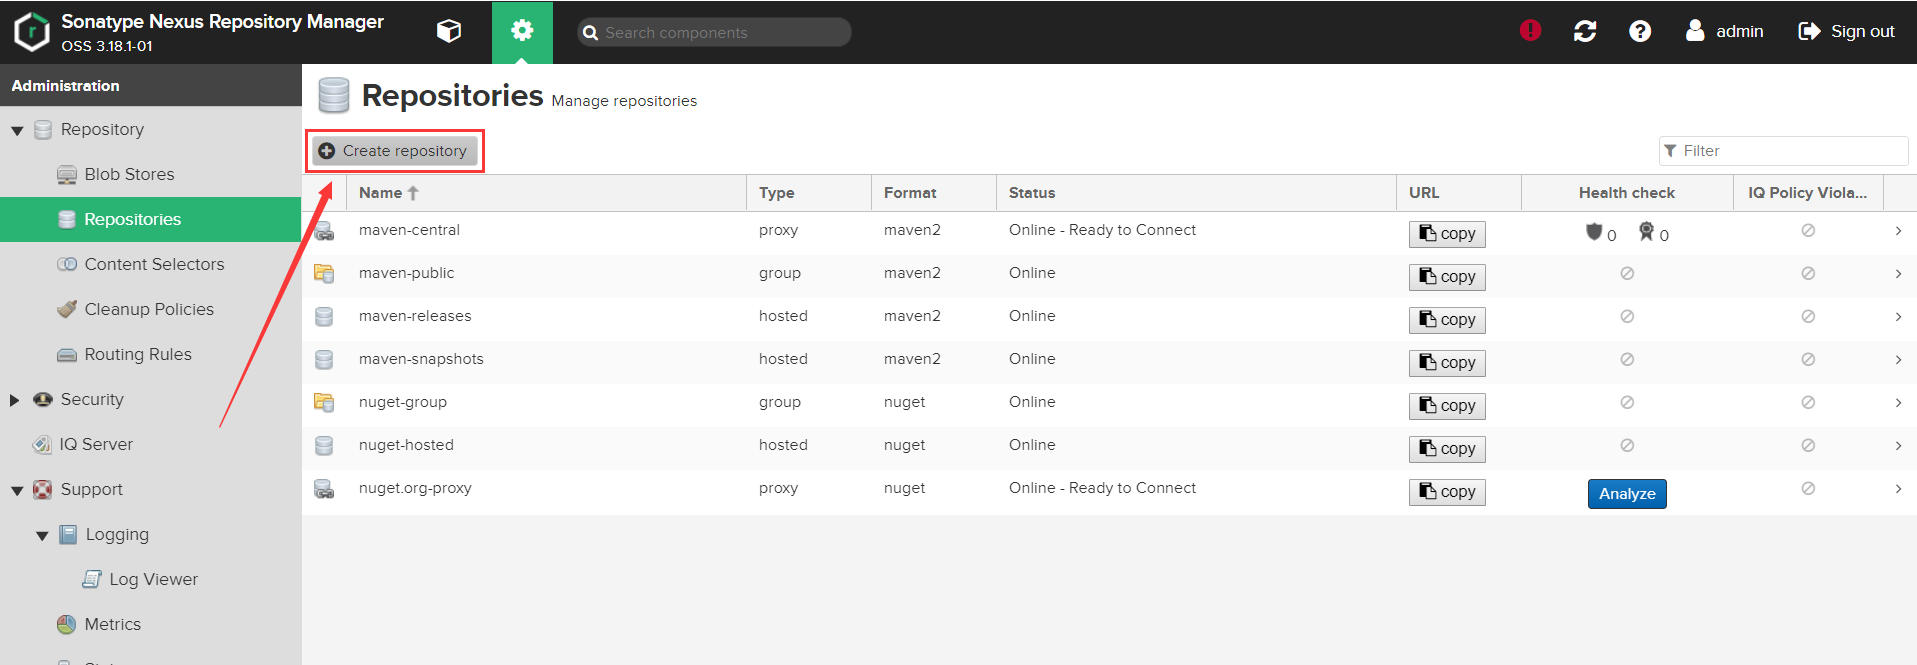 Sonatype Nexus Repository Manager
OSS 3.18.1-01
Search components
admin
Sign out
Administration
Repository
Blob Stores
Repositories
Content Selectors
Cleanup Policies
Routing Rules
Security
IQ Server
Support
Logging
Log Viewer
Metrics
Repositories Manage repositories
Create repository
Filter
Name Type Format Status URL Health check IQ Policy Viola...
maven-central proxy maven2 Online - Ready to Connect copy 0 0
maven-public group maven2 Online copy
maven-releases hosted maven2 Online copy
maven-snapshots hosted maven2 Online copy
nuget-group group nuget Online copy
nuget-hosted hosted nuget Online copy
nuget.org-proxy proxy nuget Online - Ready to Connect copy Analyze